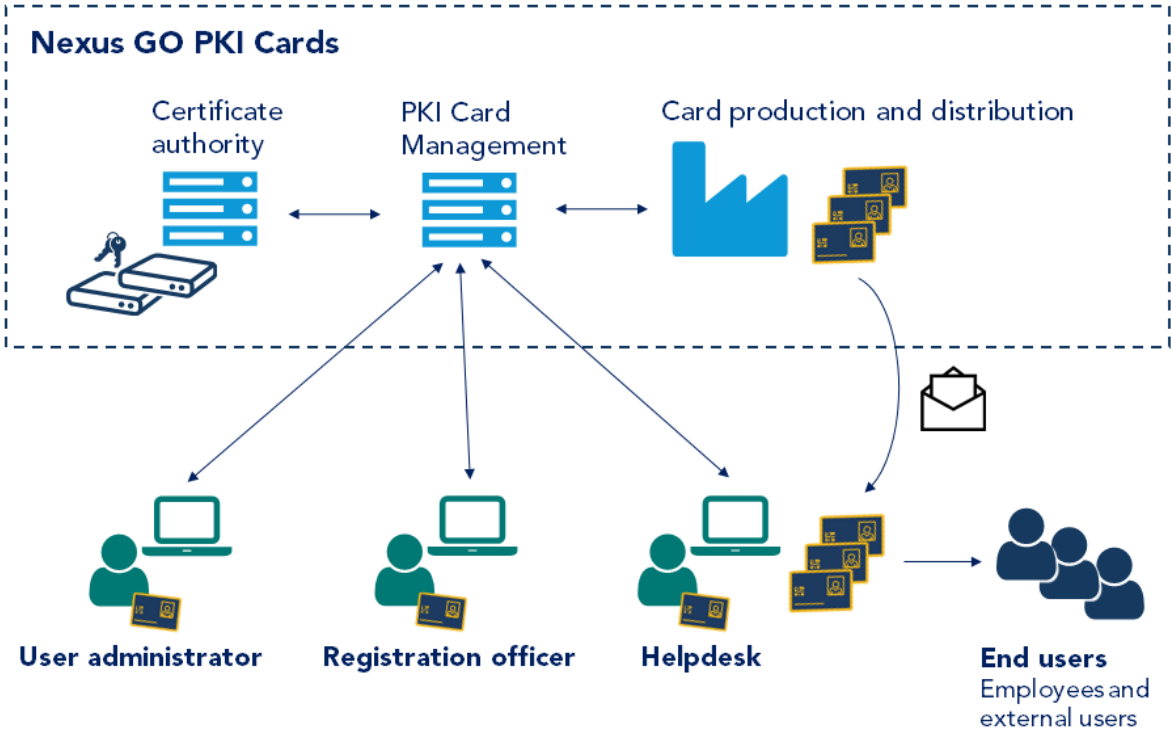 Nexus GO PKI Cards
Certificate
authority
PKI Card
Management
Card production and distribution
User administrator
Registration officer
Helpdesk
End users
Employees and
external users